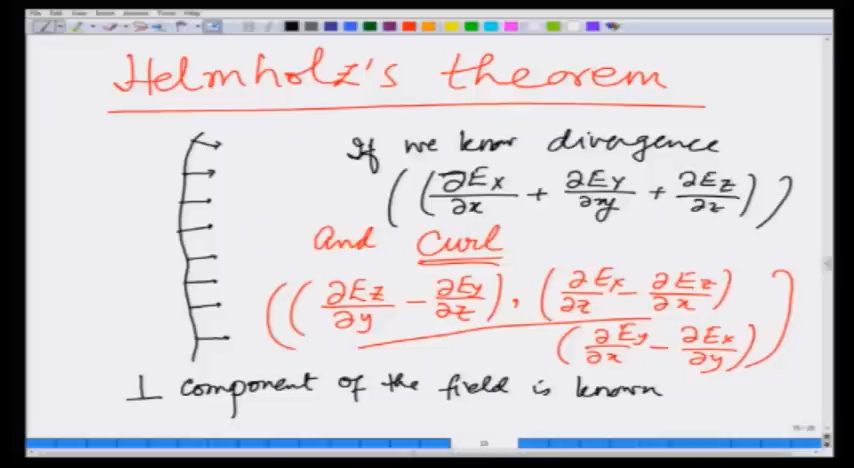 Helmholz's theorem
If we know divergence
((∂Ex/∂x + ∂Ey/∂y + ∂Ez/∂z))
And Curl
((∂Ez/∂y − ∂Ey/∂z), (∂Ex/∂z − ∂Ez/∂x)
(∂Ey/∂x − ∂Ex/∂y))
⊥ component of the field is known